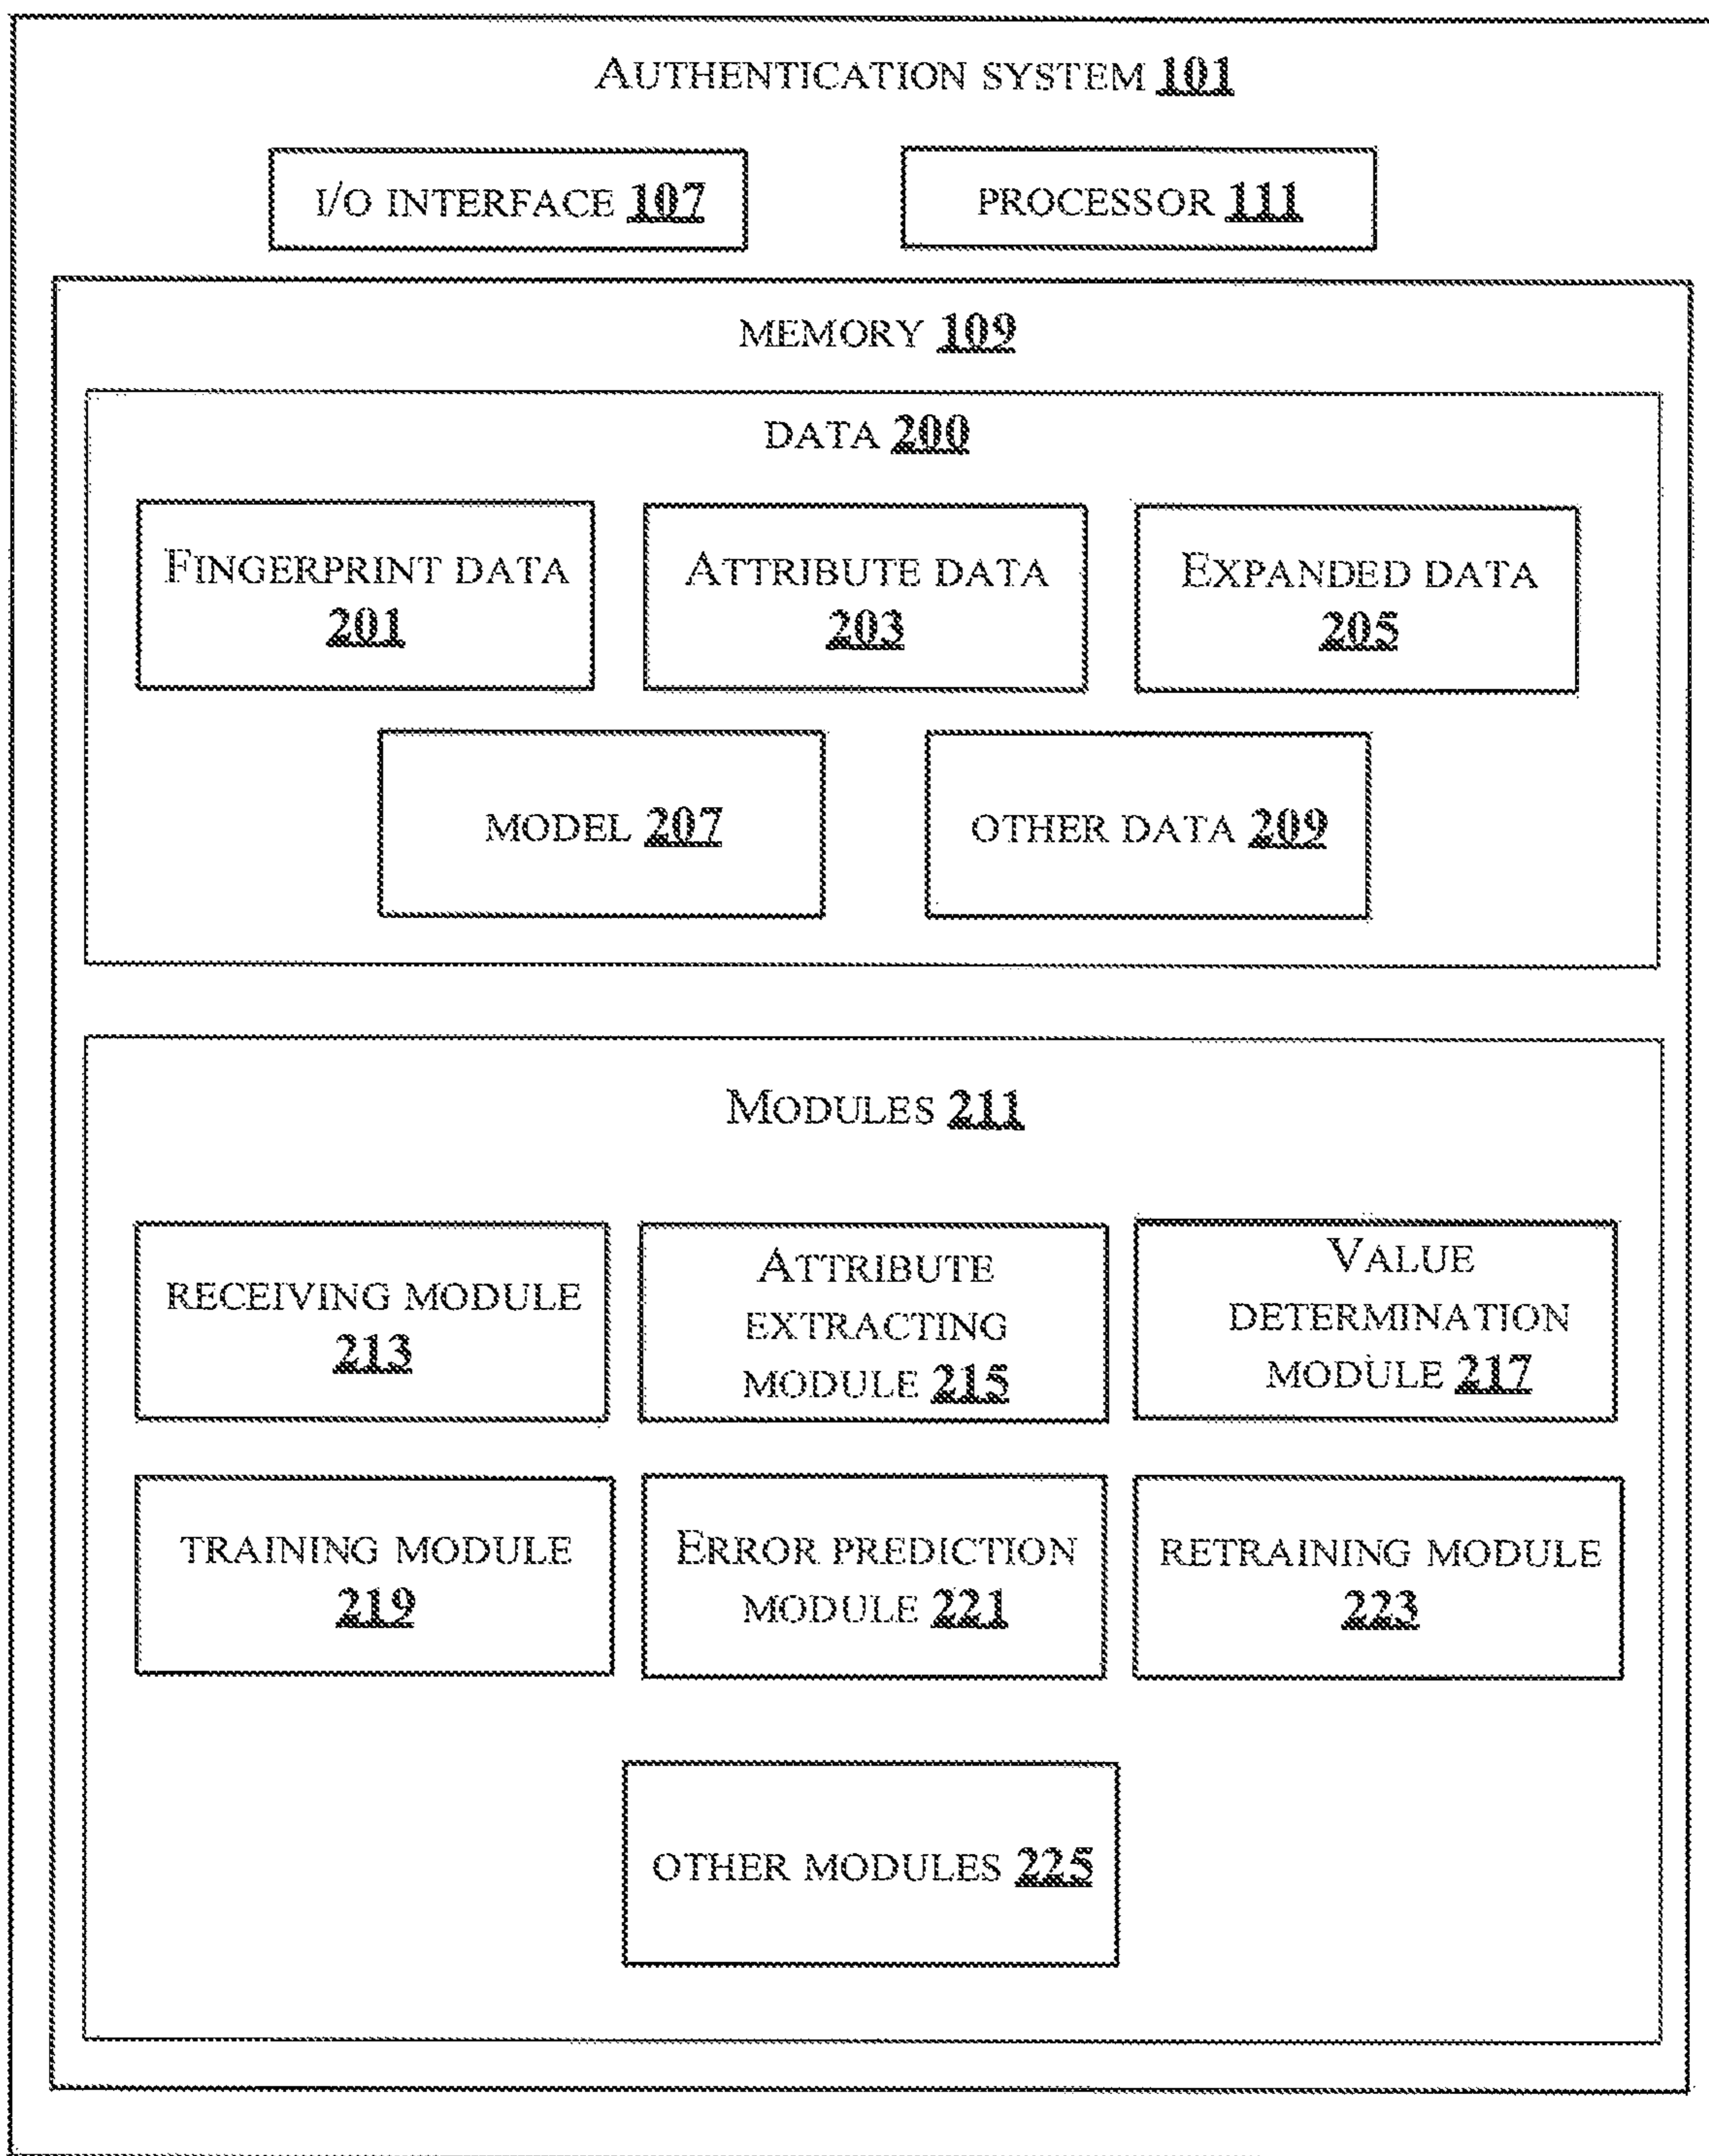 AUTHENTICATION SYSTEM 101
I/O INTERFACE 107
PROCESSOR 111
MEMORY 109
DATA 200
FINGERPRINT DATA
201
ATTRIBUTE DATA
203
EXPANDED DATA
205
MODEL 207
OTHER DATA 209
MODULES 211
RECEIVING MODULE
213
ATTRIBUTE
EXTRACTING
MODULE 215
VALUE
DETERMINATION
MODULE 217
TRAINING MODULE
219
ERROR PREDICTION
MODULE 221
RETRAINING MODULE
223
OTHER MODULES 225